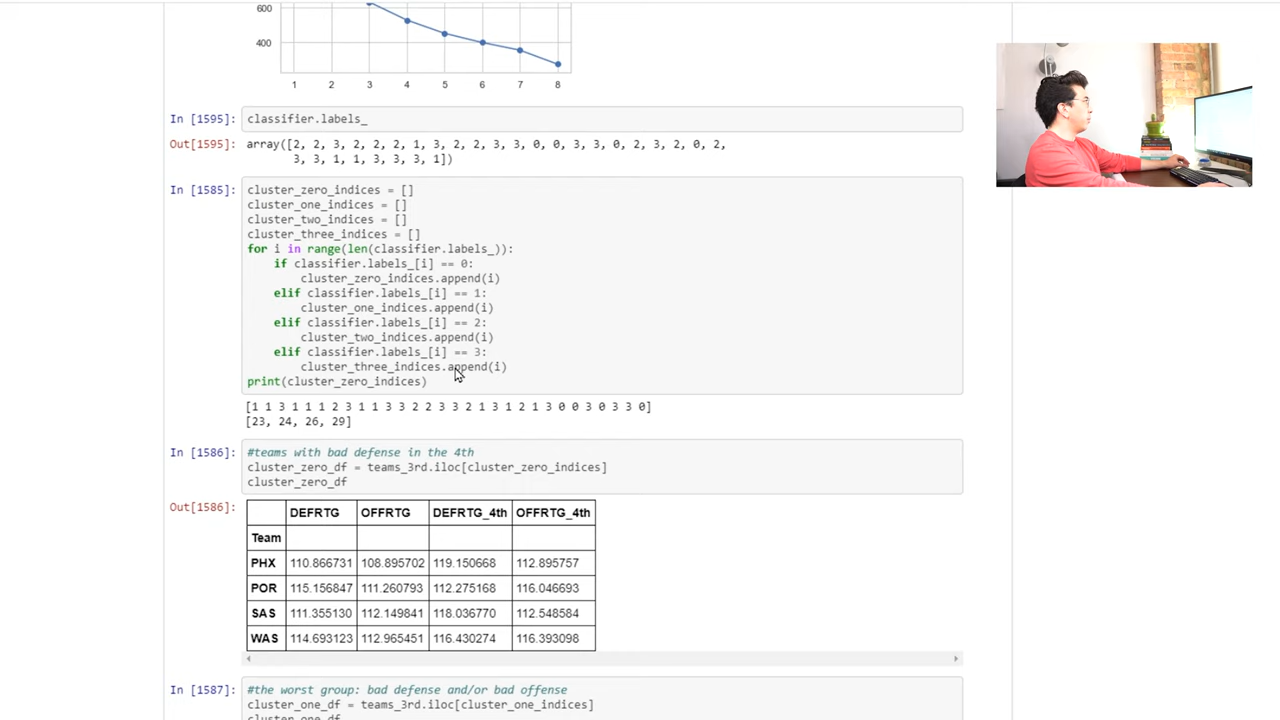 600
400
1 2 3 4 5 6 7 8
In [1595]: classifier.labels_
Out[1595]: array([2, 2, 3, 2, 2, 2, 1, 3, 2, 2, 3, 3, 0, 0, 3, 3, 0, 2, 3, 2, 0, 2,
3, 3, 1, 1, 3, 3, 3, 1])
In [1585]: cluster_zero_indices = []
cluster_one_indices = []
cluster_two_indices = []
cluster_three_indices = []
for i in range(len(classifier.labels_)):
if classifier.labels_[i] == 0:
cluster_zero_indices.append(i)
elif classifier.labels_[i] == 1:
cluster_one_indices.append(i)
elif classifier.labels_[i] == 2:
cluster_two_indices.append(i)
elif classifier.labels_[i] == 3:
cluster_three_indices.append(i)
print(cluster_zero_indices)
[1 1 3 1 1 1 2 3 1 1 3 3 2 2 3 3 2 1 3 1 2 1 3 0 0 3 0 3 3 0]
[23, 24, 26, 29]
In [1586]: #teams with bad defense in the 4th
cluster_zero_df = teams_3rd.iloc[cluster_zero_indices]
cluster_zero_df
Out[1586]: DEFRTG OFFRTG DEFRTG_4th OFFRTG_4th
Team
PHX 110.866731 108.895702 119.150668 112.895757
POR 115.156847 111.260793 112.275168 116.046693
SAS 111.355130 112.149841 118.036770 112.548584
WAS 114.693123 112.965451 116.430274 116.393098
In [1587]: #the worst group: bad defense and/or bad offense
cluster_one_df = teams_3rd.iloc[cluster_one_indices]
cluster_one_df